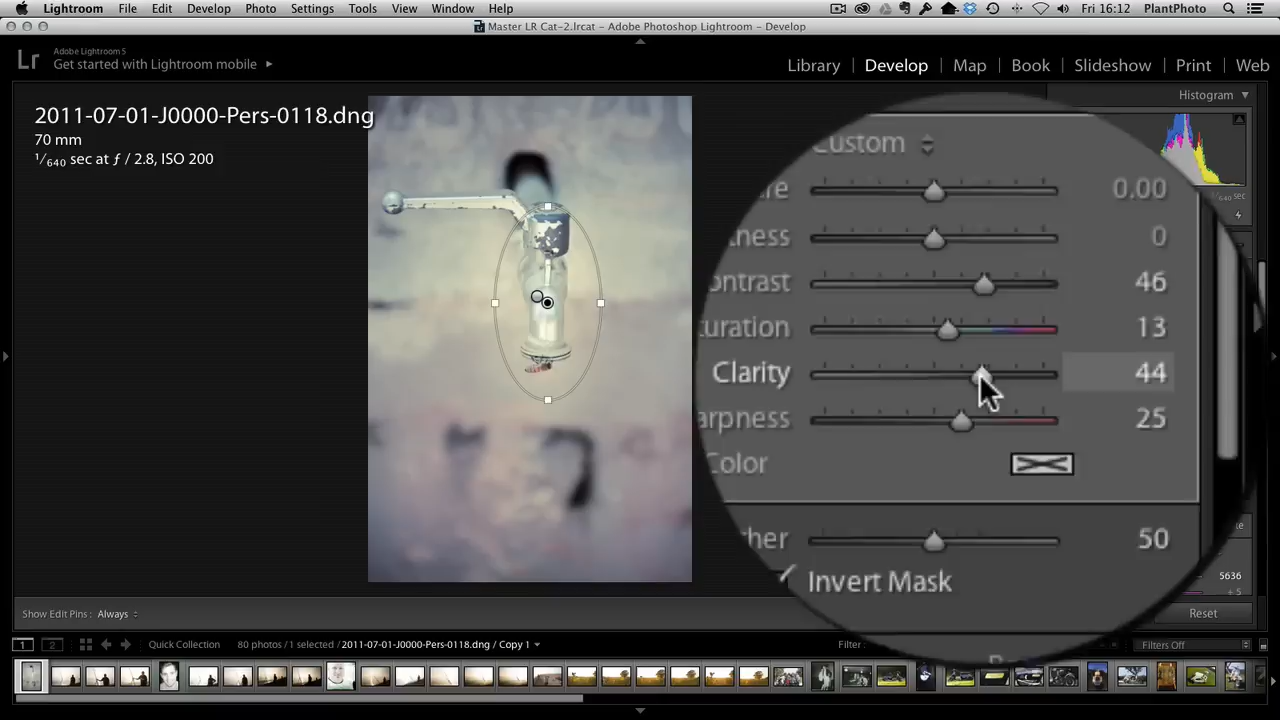 Lightroom File Edit Develop Photo Settings Tools View Window Help Fri 16:12 PlantPhoto
Master LR Cat-2.lrcat - Adobe Photoshop Lightroom - Develop
Lr Adobe Lightroom 5
Get started with Lightroom mobile
Library | Develop | Map | Book | Slideshow | Print | Web
Histogram
2011-07-01-J0000-Pers-0118.dng
70 mm
1/640 sec at ƒ / 2.8, ISO 200
Custom
0.00
0
46
13
Clarity 44
25
Color
50
Invert Mask
5636
+ 5
Show Edit Pins : Always
Reset
1 2 Quick Collection 80 photos / 1 selected / 2011-07-01-J0000-Pers-0118.dng / Copy 1 Filter : Filters Off